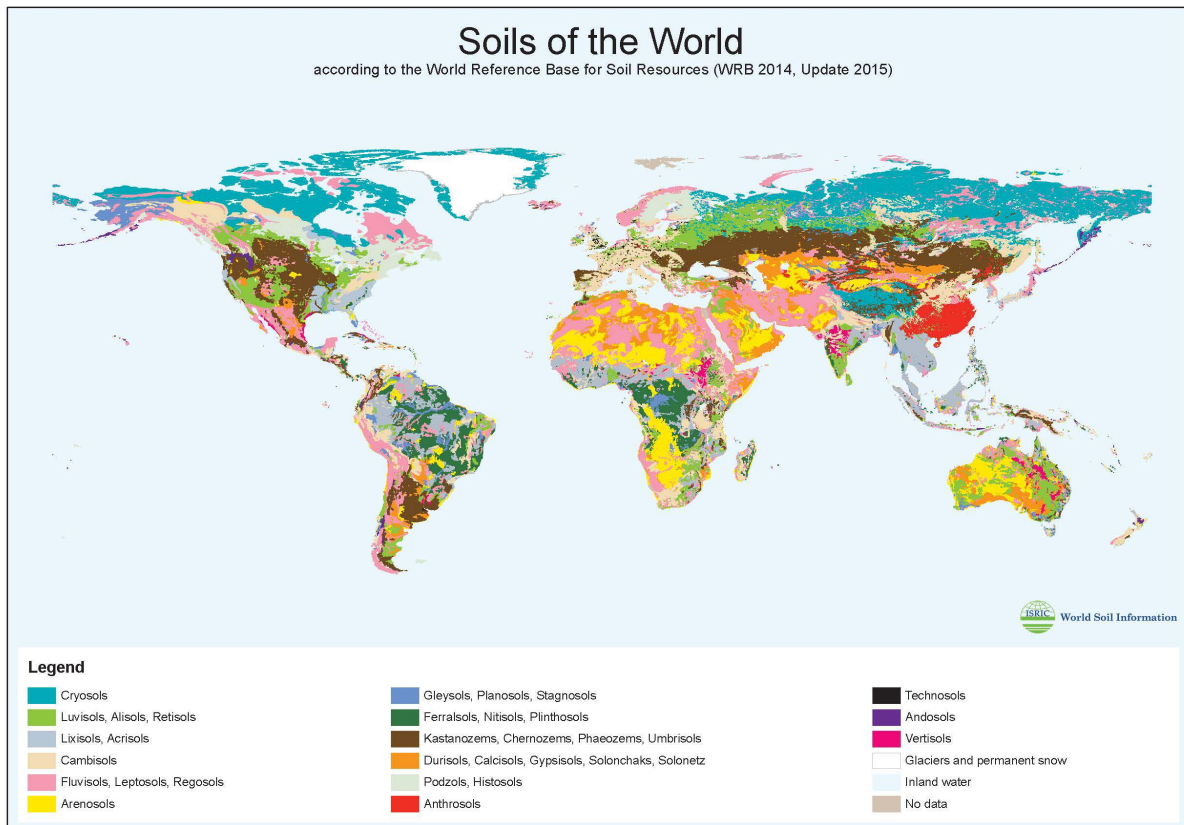 Soils of the World
according to the World Reference Base for Soil Resources (WRB 2014, Update 2015)
ISRIC
World Soil Information
Legend
Cryosols
Luvisols, Alisols, Retisols
Lixisols, Acrisols
Cambisols
Fluvisols, Leptosols, Regosols
Arenosols
Gleysols, Planosols, Stagnosols
Ferralsols, Nitisols, Plinthosols
Kastanozems, Chernozems, Phaeozems, Umbrisols
Durisols, Calcisols, Gypsisols, Solonchaks, Solonetz
Podzols, Histosols
Anthrosols
Technosols
Andosols
Vertisols
Glaciers and permanent snow
Inland water
No data